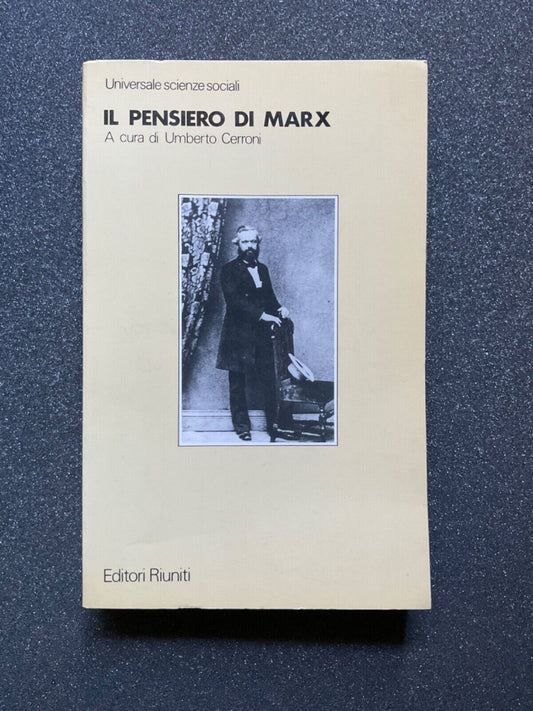 Universale scienze sociali
IL PENSIERO DI MARX
A cura di Umberto Cerroni
Editori Riuniti